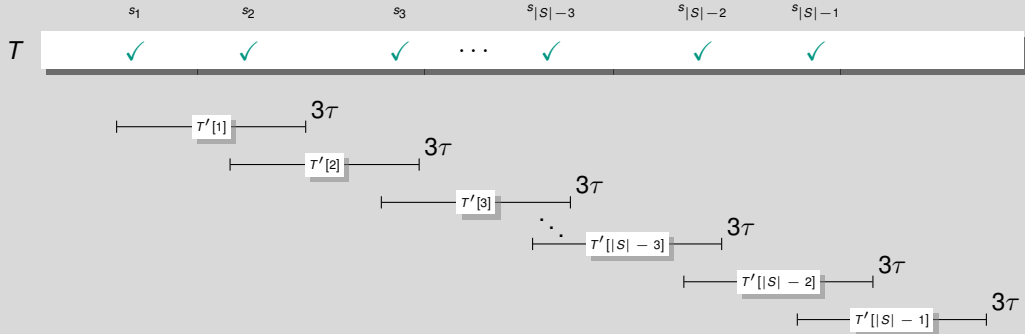 s₁ s₂ s₃ s|S|−3 s|S|−2 s|S|−1
T ✓ ✓ ✓ ··· ✓ ✓ ✓
T′[1] 3τ
T′[2] 3τ
T′[3] 3τ
⋱
T′[|S| − 3] 3τ
T′[|S| − 2] 3τ
T′[|S| − 1] 3τ